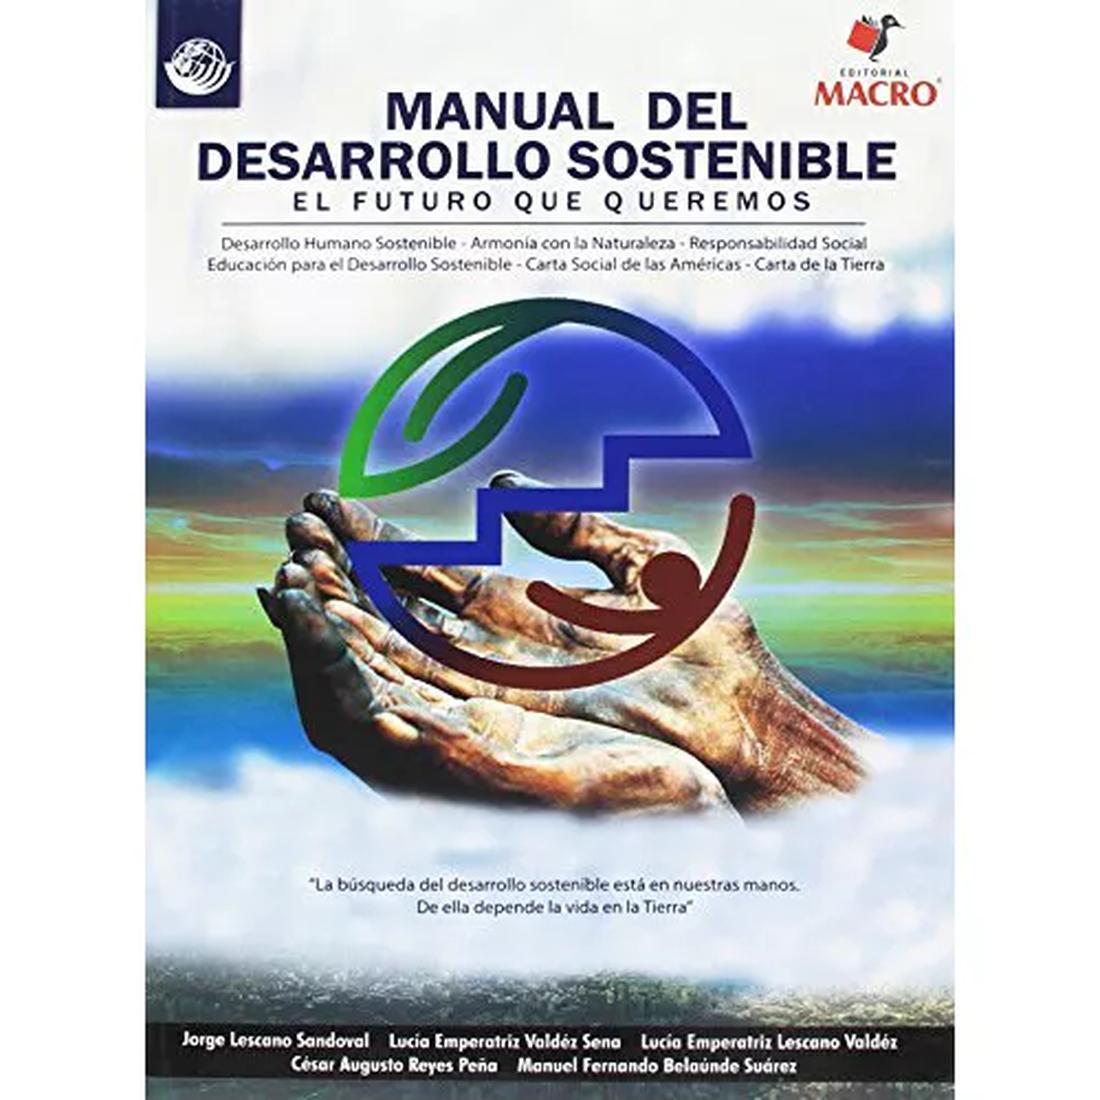 EDITORIAL
MACRO®
MANUAL DEL
DESARROLLO SOSTENIBLE
EL FUTURO QUE QUEREMOS
Desarrollo Humano Sostenible - Armonía con la Naturaleza - Responsabilidad Social
Educación para el Desarrollo Sostenible - Carta Social de las Américas - Carta de la Tierra
“La búsqueda del desarrollo sostenible está en nuestras manos.
De ella depende la vida en la Tierra”
Jorge Lescano Sandoval Lucía Emperatriz Valdéz Sena Lucía Emperatriz Lescano Valdéz
César Augusto Reyes Peña Manuel Fernando Belaúnde Suárez